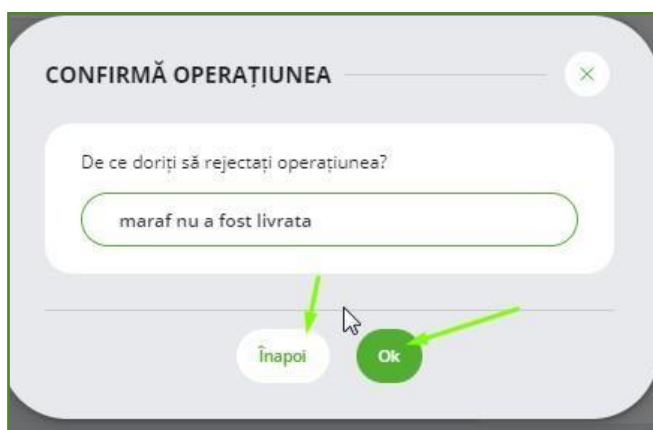 CONFIRMĂ OPERAȚIUNEA
De ce doriți să rejectați operațiunea?
maraf nu a fost livrata
Înapoi
Ok